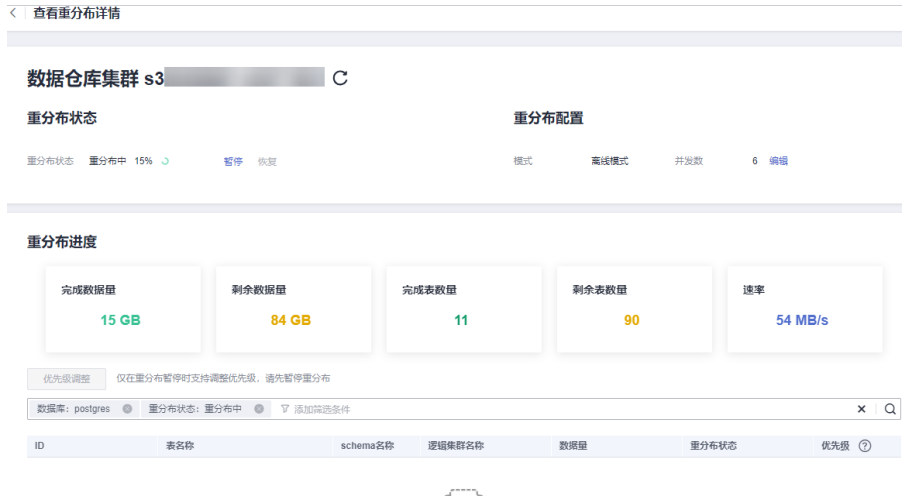 查看重分布详情
数据仓库集群 s3
重分布状态 重分布配置
重分布状态 重分布中 15% 暂停 恢复 模式 离线模式 并发数 6 编辑
重分布进度
完成数据量 剩余数据量 完成表数量 剩余表数量 速率
15 GB 84 GB 11 90 54 MB/s
优先级调整 仅在重分布暂停时支持调整优先级，请先暂停重分布
数据库：postgres 重分布状态：重分布中 添加筛选条件
ID 表名称 schema名称 逻辑集群名称 数据量 重分布状态 优先级